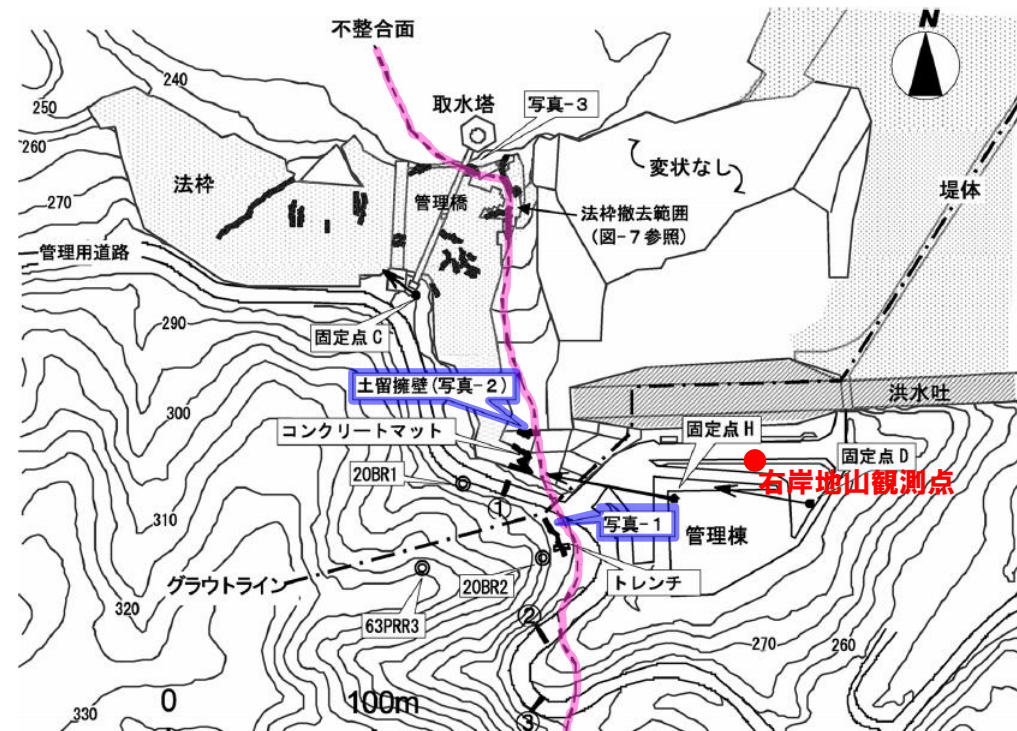 不整合面
N
240
250
取水塔
写真-3
260
変状なし
法枠
堤体
270
管理橋
法枠撤去範囲
(図-7参照)
管理用道路
290
固定点C
土留擁壁(写真-2)
洪水吐
300
コンクリートマット
固定点H
固定点D
20BR1
右岸地山観測点
①
310
写真-1
管理棟
グラウトライン
20BR2
トレンチ
320
63PRR3
②
270
260
0
100m
330
③